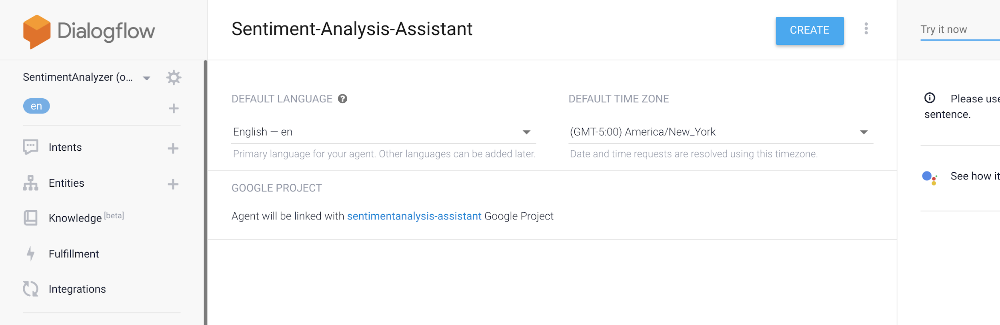 Dialogflow
SentimentAnalyzer (o...
en
Intents
Entities
Knowledge [beta]
Fulfillment
Integrations
Sentiment-Analysis-Assistant
CREATE
DEFAULT LANGUAGE
English — en
Primary language for your agent. Other languages can be added later.
DEFAULT TIME ZONE
(GMT-5:00) America/New_York
Date and time requests are resolved using this timezone.
GOOGLE PROJECT
Agent will be linked with sentimentanalysis-assistant Google Project
Try it now
Please use
sentence.
See how it